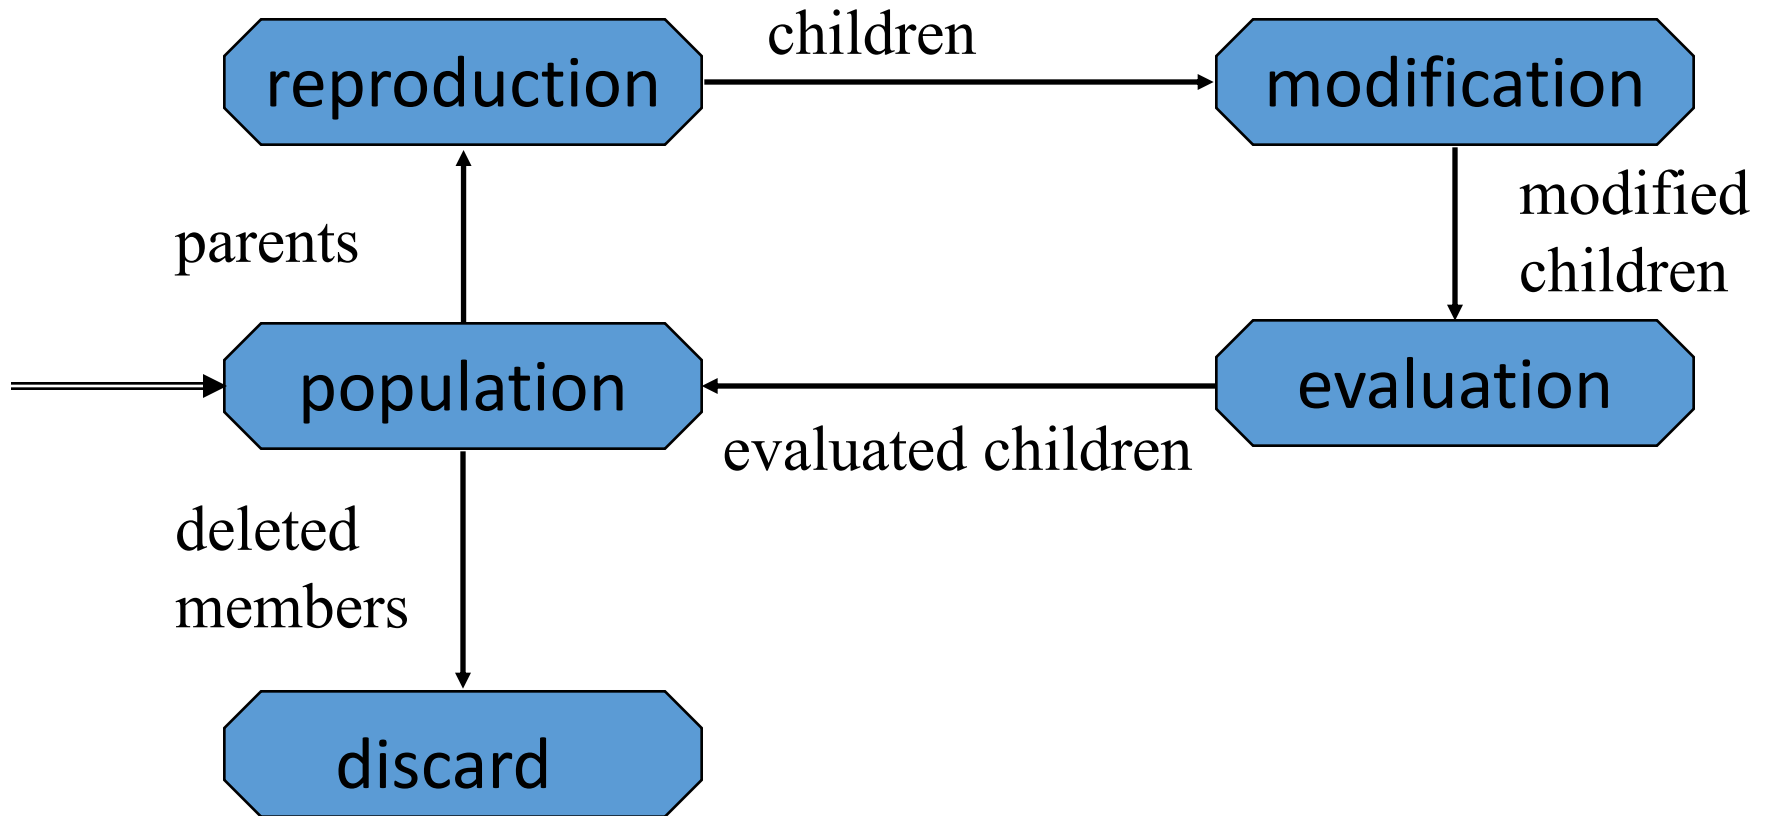 reproduction
children
modification
parents
modified
children
population
evaluation
evaluated children
deleted
members
discard